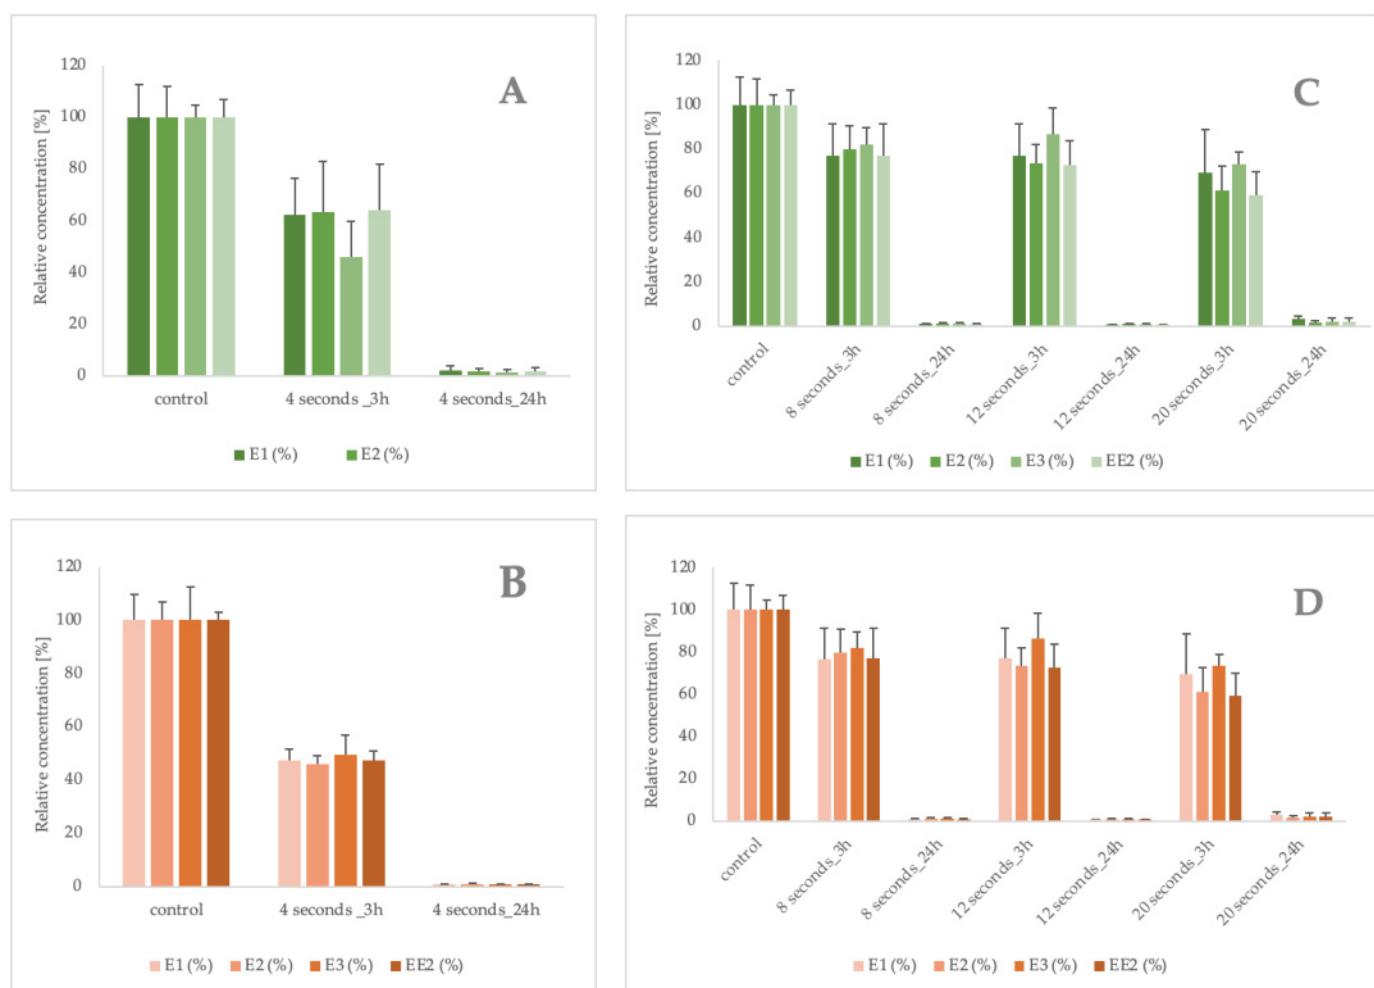 A
Relative concentration [%]
120
100
80
60
40
20
0
control
4 seconds _3h
4 seconds_24h
E1 (%)
E2 (%)
C
Relative concentration [%]
120
100
80
60
40
20
0
control
8 seconds_3h
8 seconds_24h
12 seconds_3h
12 seconds_24h
20 seconds_3h
20 seconds_24h
E1 (%)
E2 (%)
E3 (%)
EE2 (%)
B
Relative concentration [%]
120
100
80
60
40
20
0
control
4 seconds _3h
4 seconds_24h
E1 (%)
E2 (%)
E3 (%)
EE2 (%)
D
Relative concentration [%]
120
100
80
60
40
20
0
control
8 seconds_3h
8 seconds_24h
12 seconds_3h
12 seconds_24h
20 seconds_3h
20 seconds_24h
E1 (%)
E2 (%)
E3 (%)
EE2 (%)